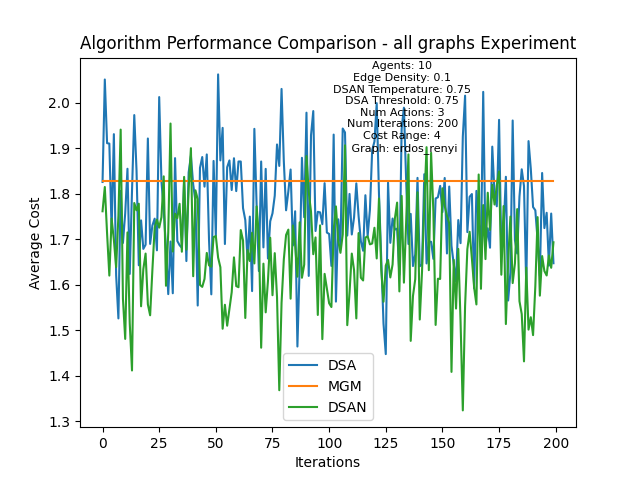 Algorithm Performance Comparison - all graphs Experiment
Agents: 10
Edge Density: 0.1
DSAN Temperature: 0.75
DSA Threshold: 0.75
Num Actions: 3
Num Iterations: 200
Cost Range: 4
Graph: erdos_renyi
Average Cost
2.0
1.9
1.8
1.7
1.6
1.5
1.4
1.3
DSA
MGM
DSAN
0 25 50 75 100 125 150 175 200
Iterations